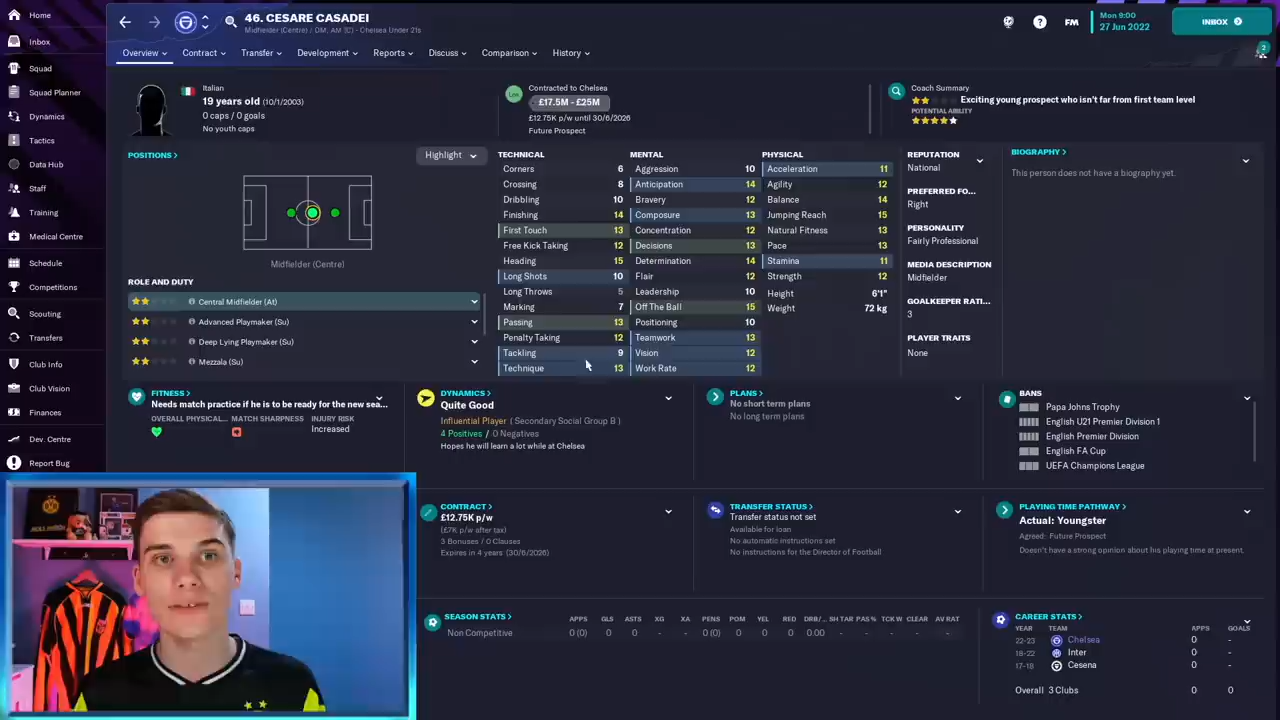 46. CESARE CASADEI
Midfielder (Centre) / DM, AM (C) - Chelsea Under 21s
FM
Mon 9:00
27 Jun 2022
INBOX
2
Overview
Contract
Transfer
Development
Reports
Discuss
Comparison
History
Home
Inbox
Squad
Squad Planner
Dynamics
Tactics
Data Hub
Staff
Training
Medical Centre
Schedule
Competitions
Scouting
Transfers
Club Info
Club Vision
Finances
Dev. Centre
Report Bug
Italian
19 years old (10/1/2003)
0 caps / 0 goals
No youth caps
Loa
Contracted to Chelsea
£17.5M - £25M
£12.75K p/w until 30/6/2026
Future Prospect
Coach Summary
Exciting young prospect who isn't far from first team level
POTENTIAL ABILITY
POSITIONS
Highlight
Midfielder (Centre)
ROLE AND DUTY
Central Midfielder (At)
Advanced Playmaker (Su)
Deep Lying Playmaker (Su)
Mezzala (Su)
TECHNICAL
Corners 6
Crossing 8
Dribbling 10
Finishing 14
First Touch 13
Free Kick Taking 12
Heading 15
Long Shots 10
Long Throws 5
Marking 7
Passing 13
Penalty Taking 12
Tackling 9
Technique 13
MENTAL
Aggression 10
Anticipation 14
Bravery 12
Composure 13
Concentration 12
Decisions 13
Determination 14
Flair 12
Leadership 10
Off The Ball 15
Positioning 10
Teamwork 13
Vision 12
Work Rate 12
PHYSICAL
Acceleration 11
Agility 12
Balance 14
Jumping Reach 15
Natural Fitness 13
Pace 13
Stamina 11
Strength 12
Height 6'1"
Weight 72 kg
REPUTATION
National
PREFERRED FO...
Right
PERSONALITY
Fairly Professional
MEDIA DESCRIPTION
Midfielder
GOALKEEPER RATI...
3
PLAYER TRAITS
None
BIOGRAPHY
This person does not have a biography yet.
FITNESS
Needs match practice if he is to be ready for the new sea...
OVERALL PHYSICAL... MATCH SHARPNESS INJURY RISK
Increased
DYNAMICS
Quite Good
Influential Player ( Secondary Social Group B )
4 Positives / 0 Negatives
Hopes he will learn a lot while at Chelsea
PLANS
No short term plans
No long term plans
BANS
Papa Johns Trophy
English U21 Premier Division 1
English Premier Division
English FA Cup
UEFA Champions League
CONTRACT
£12.75K p/w
(£7K p/w after tax)
3 Bonuses / 0 Clauses
Expires in 4 years (30/6/2026)
TRANSFER STATUS
Transfer status not set
Available for loan
No automatic instructions set
No instructions for the Director of Football
PLAYING TIME PATHWAY
Actual: Youngster
Agreed: Future Prospect
Doesn't have a strong opinion about his playing time at present.
SEASON STATS APPS GLS ASTS XG XA PENS POM YEL RED DRB/... SH TAR PAS % TCK W CLEAR AV RAT
Non Competitive 0 (0) 0 0 - - 0 (0) 0 0 0 0.00 - - - - -
CAREER STATS
YEAR TEAM APPS GOALS
22-23 Chelsea 0 -
18-22 Inter 0 -
17-18 Cesena 0 -
Overall 3 Clubs 0 0